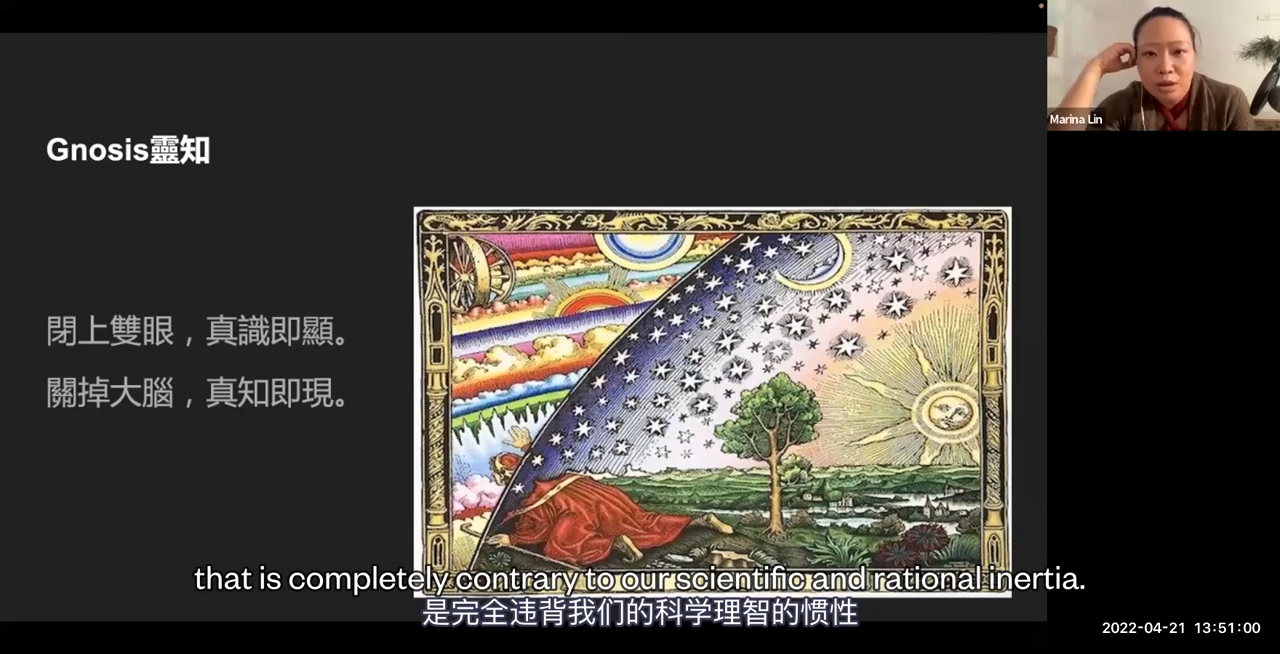 Gnosis靈知
閉上雙眼，真識即顯。
關掉大腦，真知即現。
Marina Lin
that is completely contrary to our scientific and rational inertia.
是完全违背我们的科学理智的惯性
2022-04-21 13:51:00